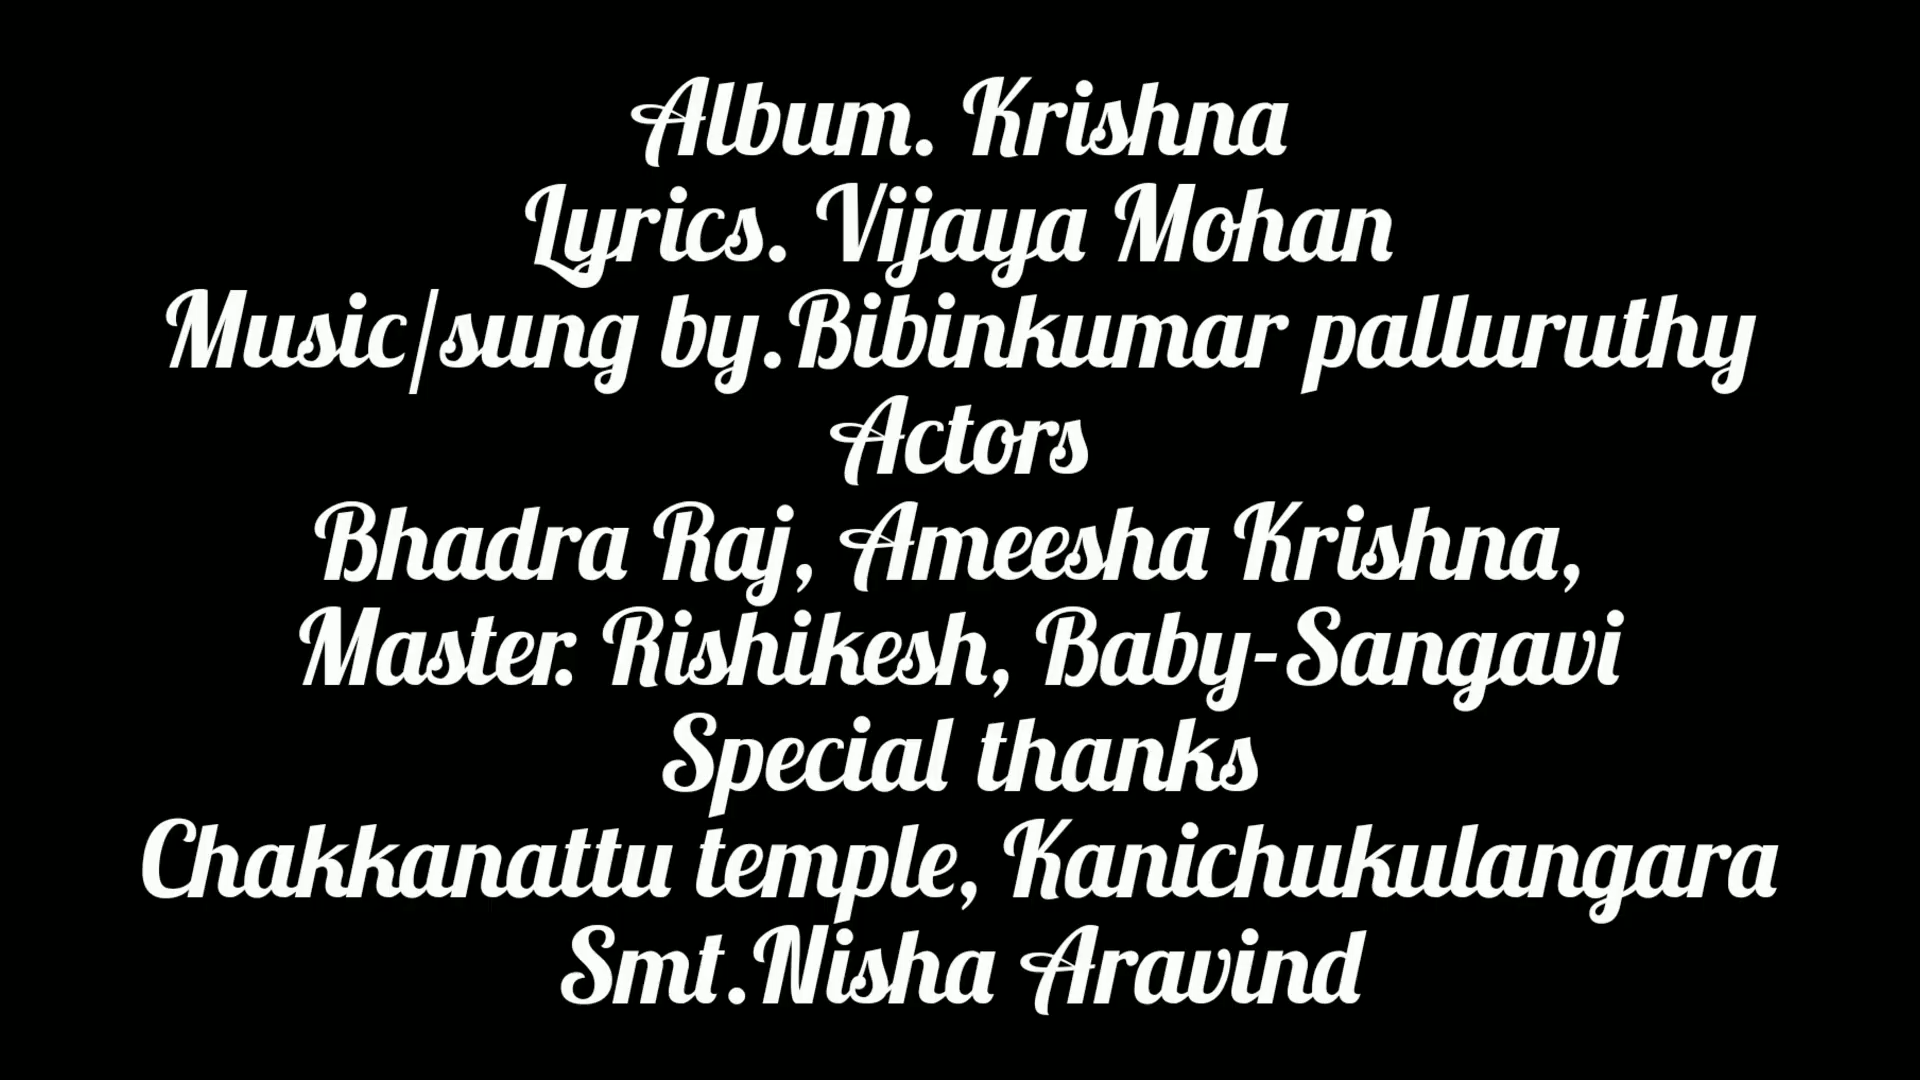 Album. Krishna
Lyrics. Vijaya Mohan
Music/sung by.Bibinkumar palluruthy
Actors
Bhadra Raj, Ameesha Krishna,
Master. Rishikesh, Baby-Sangavi
Special thanks
Chakkanattu temple, Kanichukulangara
Smt.Nisha Aravind